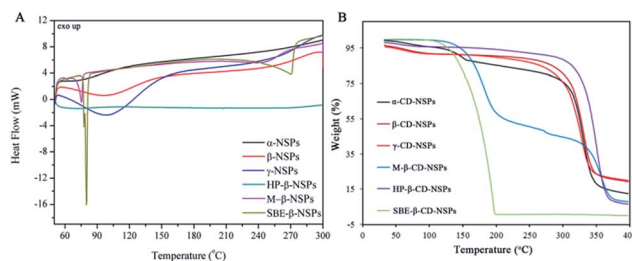 A
exo up
12
8
4
0
-4
-8
-12
-16
Heat Flow (mW)
α-NSPs
β-NSPs
γ-NSPs
HP-β-NSPs
M-β-NSPs
SBE-β-NSPs
60 90 120 150 180 210 240 270 300
Temperature (°C)
B
95
75
55
35
15
-5
Weight (%)
α-CD-NSPs
β-CD-NSPs
γ-CD-NSPs
M-β-CD-NSPs
HP-β-CD-NSPs
SBE-β-CD-NSPs
0 50 100 150 200 250 300 350 40
Temperature (°C)